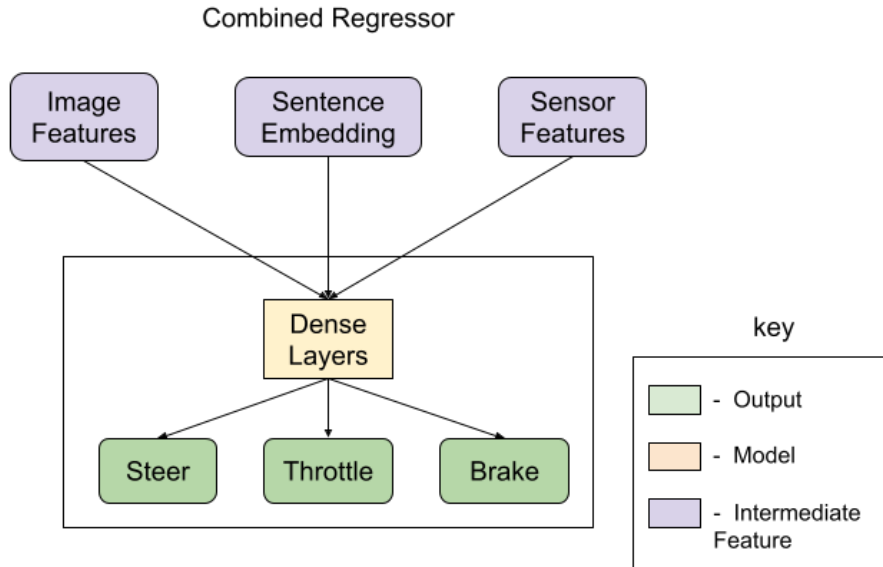 Combined Regressor
Image
Features
Sentence
Embedding
Sensor
Features
Dense
Layers
Steer
Throttle
Brake
key
- Output
- Model
- Intermediate
Feature